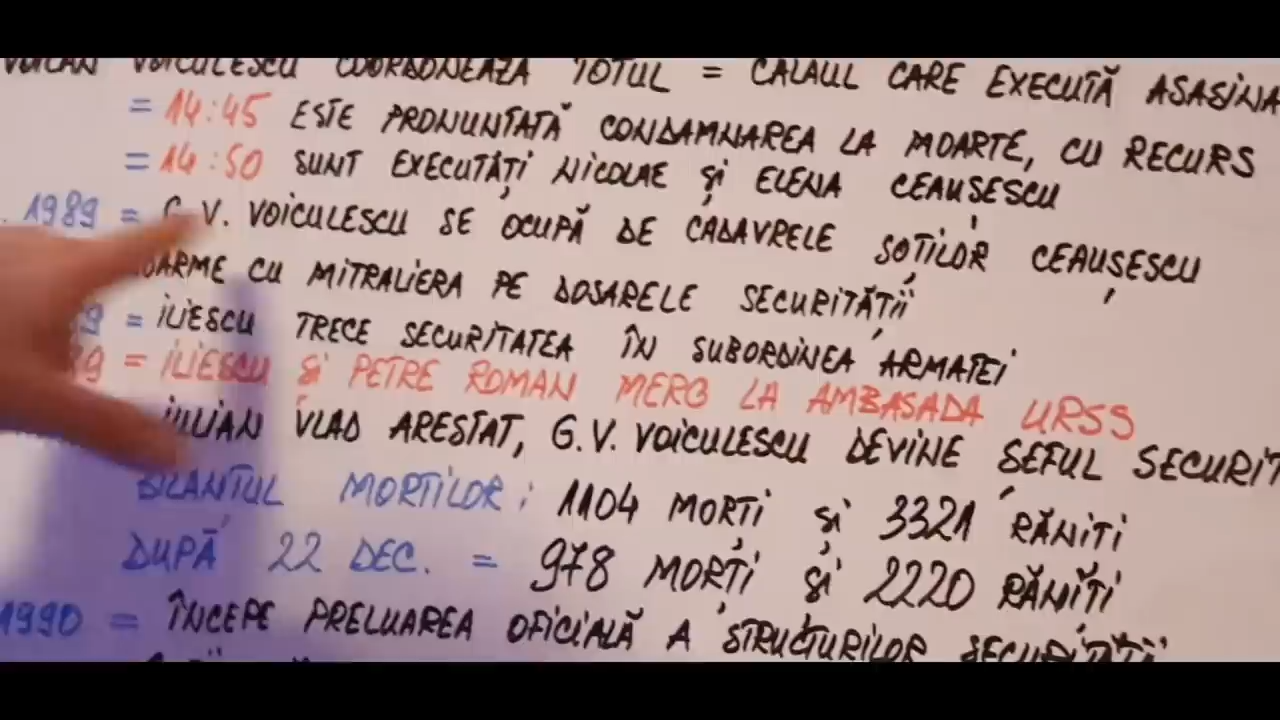 VOICULESCU COORDONEAZĂ TOTUL = CALAUL CARE EXECUTĂ
= 14:45 ESTE PRONUNȚATĂ CONDAMNAREA LA MOARTE, CU RECURS
= 14:50 SUNT EXECUTAȚI NICOLAE ȘI ELENA CEAUȘESCU
1989 = G.V. VOICULESCU SE OCUPĂ DE CADAVRELE SOȚILOR CEAUȘESCU
CU MITRALIERA PE DOSARELE SECURITĂȚII
= ILIESCU TRECE SECURITATEA ÎN SUBORDINEA ARMATEI
= ILIESCU ȘI PETRE ROMAN MERG LA AMBASADA URSS
IULIAN VLAD ARESTAT, G.V. VOICULESCU DEVINE ȘEFUL
BILANȚUL MORȚILOR: 1104 MORȚI ȘI 3321 RĂNIȚI
DUPĂ 22 DEC. = 978 MORȚI ȘI 2220 RĂNIȚI
1990 = ÎNCEPE PRELUAREA OFICIALĂ A STRUCTURILOR SECURITĂȚII